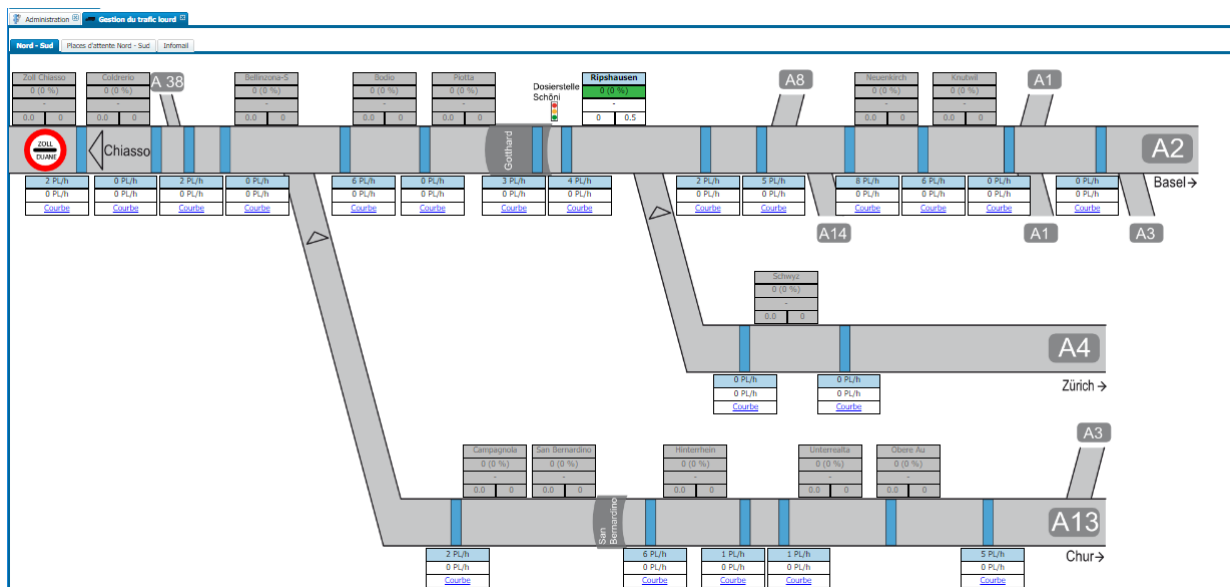 Administration
Gestion du trafic lourd
Nord - Sud
Places d'attente Nord - Sud
Infomail
Zoll Chiasso
0 (0 %)
-
0.0 0
Coldrerio
0 (0 %)
-
0.0 0
A 38
Bellinzona-S
0 (0 %)
-
0.0 0
Bodio
0 (0 %)
-
0.0 0
Piotta
0 (0 %)
-
0.0 0
Dosierstelle
Schöni
Ripshausen
0 (0 %)
-
0 0.5
A8
Neuenkirch
0 (0 %)
-
0.0 0
Knutwil
0 (0 %)
-
0.0 0
A1
ZOLL
DUANE
Chiasso
Gotthard
A2
Basel
2 PL/h
0 PL/h
Courbe
0 PL/h
0 PL/h
Courbe
2 PL/h
0 PL/h
Courbe
0 PL/h
0 PL/h
Courbe
6 PL/h
0 PL/h
Courbe
0 PL/h
0 PL/h
Courbe
3 PL/h
0 PL/h
Courbe
4 PL/h
0 PL/h
Courbe
2 PL/h
0 PL/h
Courbe
5 PL/h
0 PL/h
Courbe
8 PL/h
0 PL/h
Courbe
6 PL/h
0 PL/h
Courbe
0 PL/h
0 PL/h
Courbe
0 PL/h
0 PL/h
Courbe
A14
A1
A3
Schwyz
0 (0 %)
-
0.0 0
A4
Zürich
0 PL/h
0 PL/h
Courbe
0 PL/h
0 PL/h
Courbe
A3
Campagnola
0 (0 %)
-
0.0 0
San Bernardino
0 (0 %)
-
0.0 0
Hinterrhein
0 (0 %)
-
0.0 0
Unterrealta
0 (0 %)
-
0.0 0
Obere Au
0 (0 %)
-
0.0 0
San
Bernardino
A13
Chur
2 PL/h
0 PL/h
Courbe
6 PL/h
0 PL/h
Courbe
1 PL/h
0 PL/h
Courbe
1 PL/h
0 PL/h
Courbe
5 PL/h
0 PL/h
Courbe